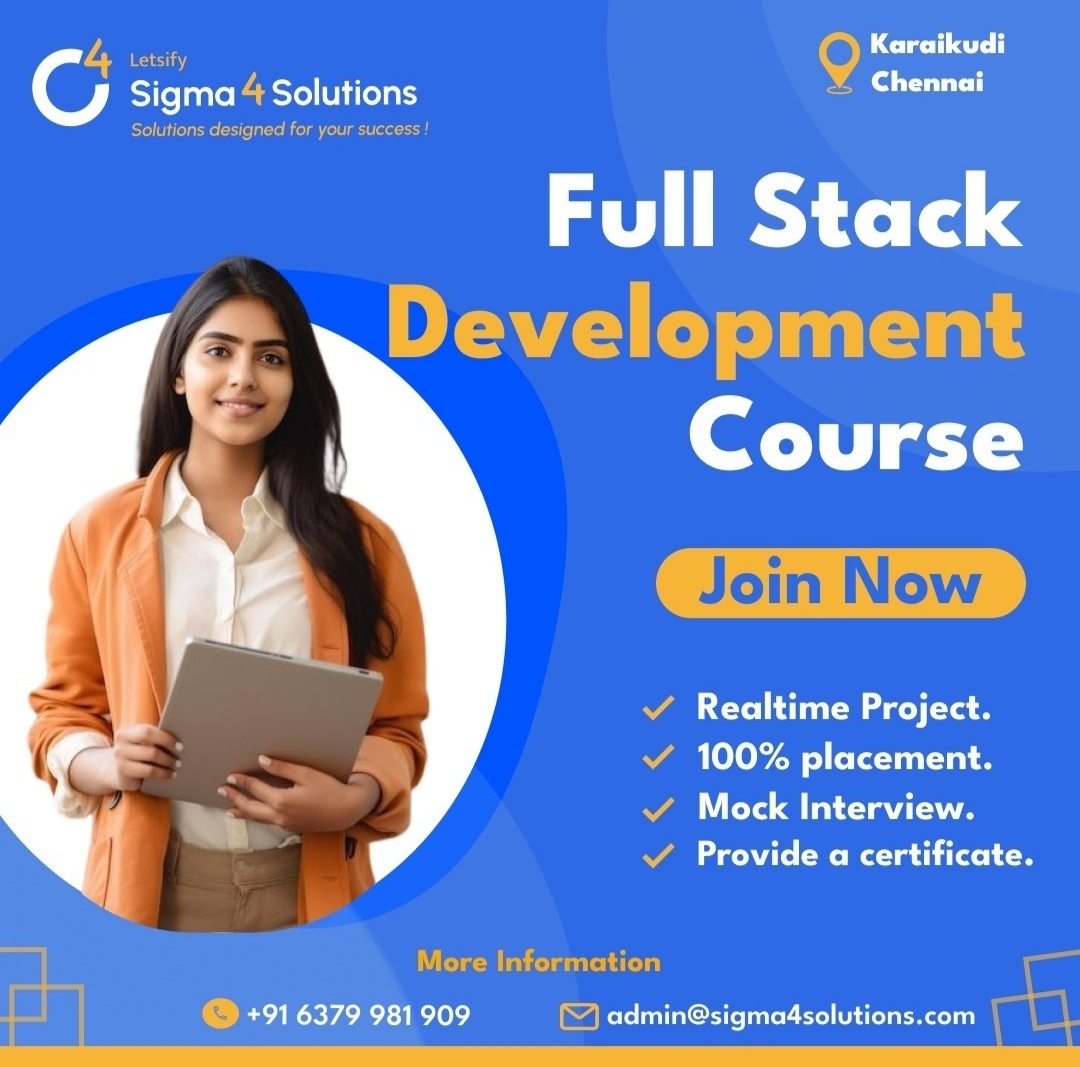 Letsify
Sigma 4 Solutions
Solutions designed for your success !
Karaikudi
Chennai
Full Stack
Development
Course
Join Now
Realtime Project.
100% placement.
Mock Interview.
Provide a certificate.
More Information
+91 6379 981 909
admin@sigma4solutions.com